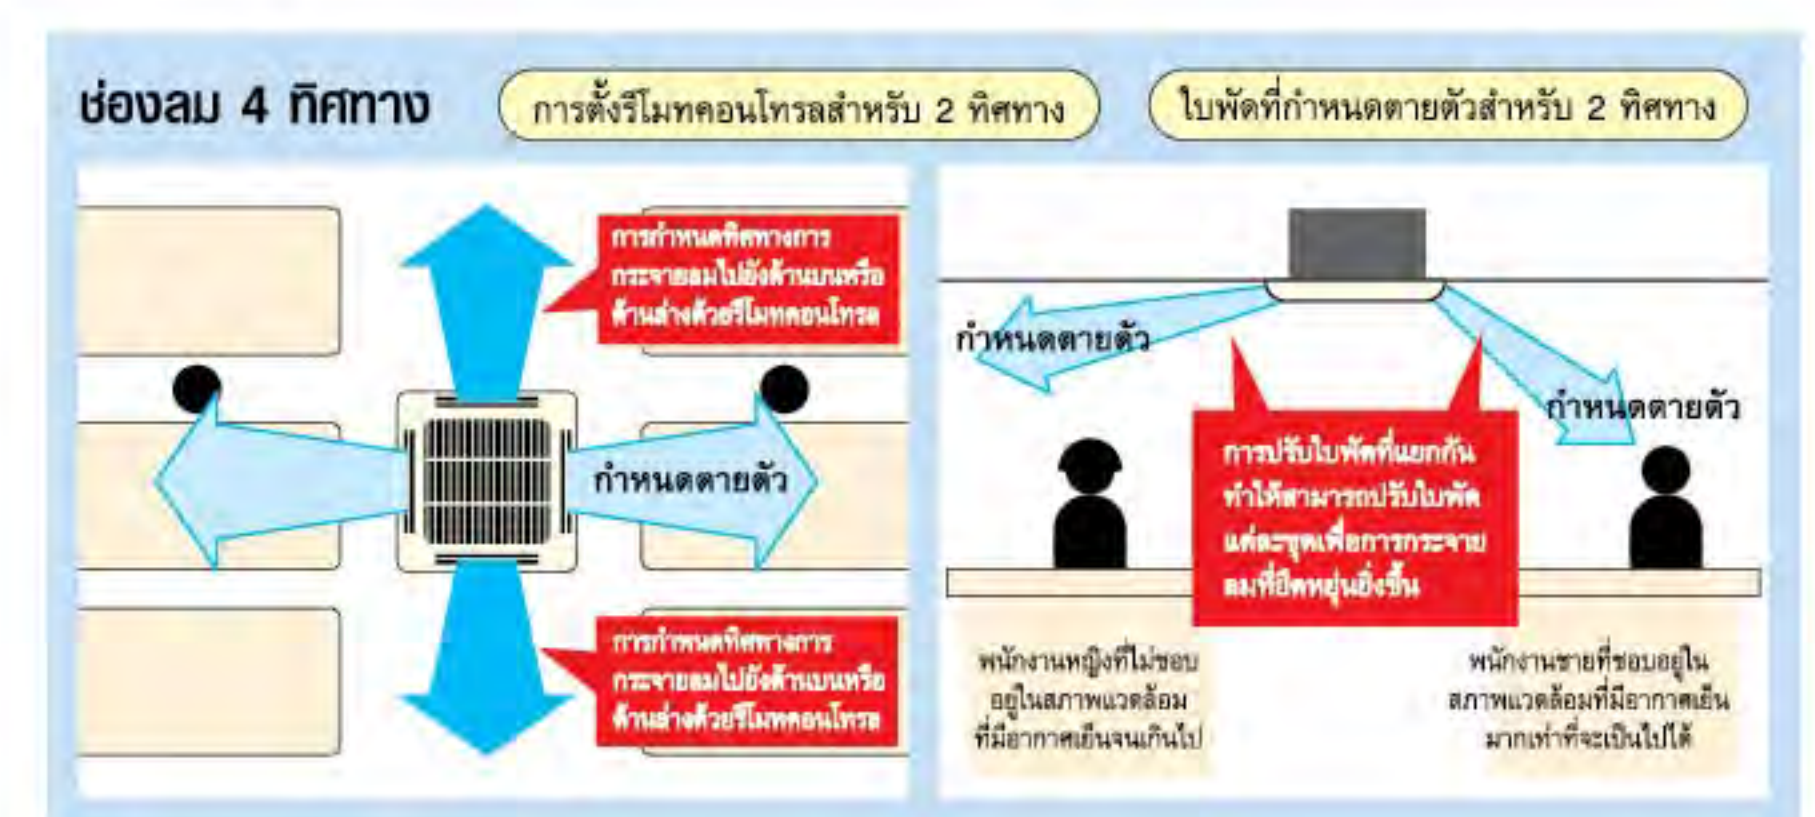 ช่องลม 4 ทิศทาง
การตั้งรีโมทคอนโทรลสำหรับ 2 ทิศทาง
ใบพัดที่กำหนดตายตัวสำหรับ 2 ทิศทาง
การกำหนดทิศทางการ
กระจายลมไปยังด้านบนหรือ
ด้านล่างด้วยรีโมทคอนโทรล
กำหนดตายตัว
การกำหนดทิศทางการ
กระจายลมไปยังด้านบนหรือ
ด้านล่างด้วยรีโมทคอนโทรล
กำหนดตายตัว
กำหนดตายตัว
การปรับใบพัดที่แยกกัน
ทำให้สามารถปรับใบพัด
แต่ละชุดเพื่อการกระจาย
ลมที่ยืดหยุ่นยิ่งขึ้น
พนักงานหญิงที่ไม่ชอบ
อยู่ในสภาพแวดล้อม
ที่มีอากาศเย็นจนเกินไป
พนักงานชายที่ชอบอยู่ใน
สภาพแวดล้อมที่มีอากาศเย็น
มากเท่าที่จะเป็นไปได้